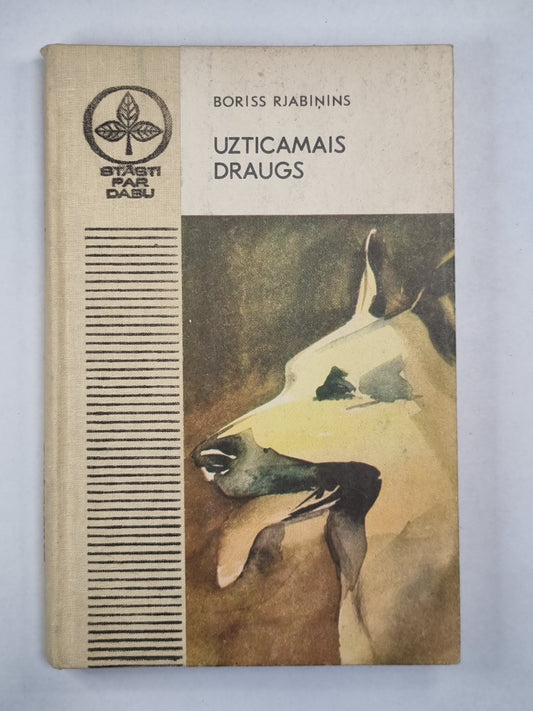 STĀSTI
PAR
DABU
BORISS RJABIŅINS
UZTICAMAIS
DRAUGS